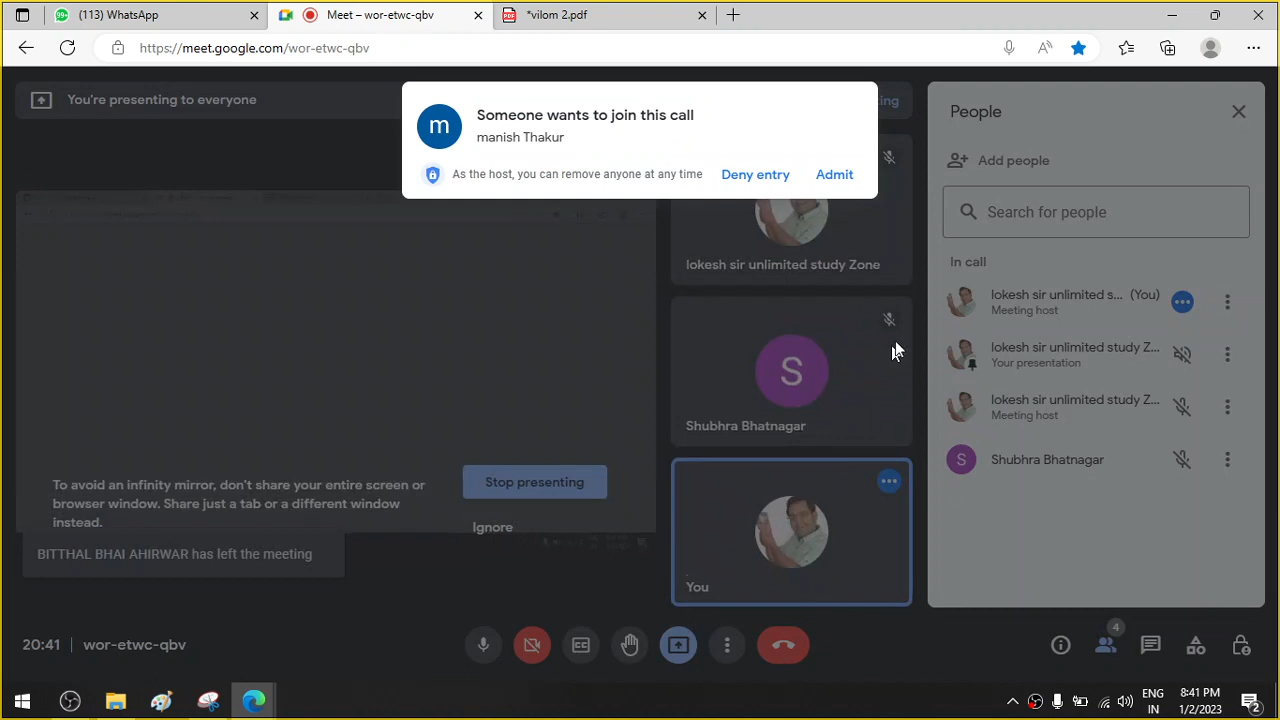 99+
(113) WhatsApp
Meet – wor-etwc-qbv
*vilom 2.pdf
https://meet.google.com/wor-etwc-qbv
You're presenting to everyone
m
Someone wants to join this call
manish Thakur
As the host, you can remove anyone at any time
Deny entry
Admit
lokesh sir unlimited study Zone
S
Shubhra Bhatnagar
You
To avoid an infinity mirror, don't share your entire screen or
browser window. Share just a tab or a different window
instead.
Stop presenting
Ignore
BITTHAL BHAI AHIRWAR has left the meeting
People
Add people
Search for people
In call
lokesh sir unlimited s... (You)
Meeting host
lokesh sir unlimited study Z...
Your presentation
lokesh sir unlimited study Z...
Meeting host
S
Shubhra Bhatnagar
20:41 | wor-etwc-qbv
4
ENG
IN
8:41 PM
1/2/2023
2